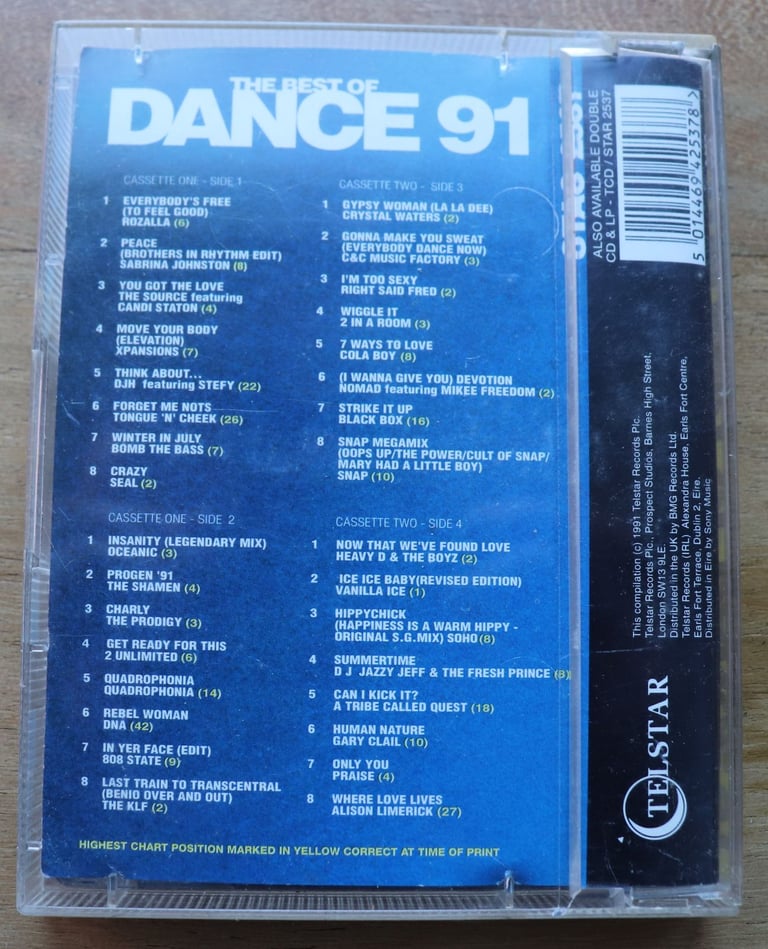 THE BEST OF
DANCE 91
CASSETTE ONE - SIDE 1
1 EVERYBODY'S FREE
(TO FEEL GOOD)
ROZALLA (6)
2 PEACE
(BROTHERS IN RHYTHM EDIT)
SABRINA JOHNSTON (8)
3 YOU GOT THE LOVE
THE SOURCE featuring
CANDI STATON (4)
4 MOVE YOUR BODY
(ELEVATION)
XPANSIONS (7)
5 THINK ABOUT...
DJH featuring STEFY (22)
6 FORGET ME NOTS
TONGUE 'N' CHEEK (26)
7 WINTER IN JULY
BOMB THE BASS (7)
8 CRAZY
SEAL (2)
CASSETTE ONE - SIDE 2
1 INSANITY (LEGENDARY MIX)
OCEANIC (3)
2 PROGEN '91
THE SHAMEN (4)
3 CHARLY
THE PRODIGY (3)
4 GET READY FOR THIS
2 UNLIMITED (6)
5 QUADROPHONIA
QUADROPHONIA (14)
6 REBEL WOMAN
DNA (42)
7 IN YER FACE (EDIT)
808 STATE (9)
8 LAST TRAIN TO TRANSCENTRAL
(BENIO OVER AND OUT)
THE KLF (2)
CASSETTE TWO - SIDE 3
1 GYPSY WOMAN (LA LA DEE)
CRYSTAL WATERS (2)
2 GONNA MAKE YOU SWEAT
(EVERYBODY DANCE NOW)
C&C MUSIC FACTORY (3)
3 I'M TOO SEXY
RIGHT SAID FRED (2)
4 WIGGLE IT
2 IN A ROOM (3)
5 7 WAYS TO LOVE
COLA BOY (8)
6 (I WANNA GIVE YOU) DEVOTION
NOMAD featuring MIKEE FREEDOM (2)
7 STRIKE IT UP
BLACK BOX (16)
8 SNAP MEGAMIX
(OOPS UP/THE POWER/CULT OF SNAP/
MARY HAD A LITTLE BOY)
SNAP (10)
CASSETTE TWO - SIDE 4
1 NOW THAT WE'VE FOUND LOVE
HEAVY D & THE BOYZ (2)
2 ICE ICE BABY(REVISED EDITION)
VANILLA ICE (1)
3 HIPPYCHICK
(HAPPINESS IS A WARM HIPPY -
ORIGINAL S.G.MIX) SOHO (8)
4 SUMMERTIME
D J JAZZY JEFF & THE FRESH PRINCE (8)
5 CAN I KICK IT?
A TRIBE CALLED QUEST (18)
6 HUMAN NATURE
GARY CLAIL (10)
7 ONLY YOU
PRAISE (4)
8 WHERE LOVE LIVES
ALISON LIMERICK (27)
HIGHEST CHART POSITION MARKED IN YELLOW CORRECT AT TIME OF PRINT
ALSO AVAILABLE DOUBLE
CD & LP - TCD / STAR 2537
5 014469 425378 >
This compilation (c) 1991 Telstar Records Plc.
Telstar Records Plc., Prospect Studios, Barnes High Street,
London SW13 9LE.
Distributed in the UK by BMG Records Ltd.
Telstar Records (IRL) Alexandra House, Earls Fort Centre,
Earls Fort Terrace, Dublin 2, Eire.
Distributed in Eire by Sony Music
TELSTAR